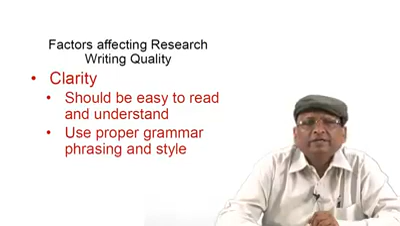 Factors affecting Research
Writing Quality
• Clarity
• Should be easy to read
and understand
• Use proper grammar
phrasing and style